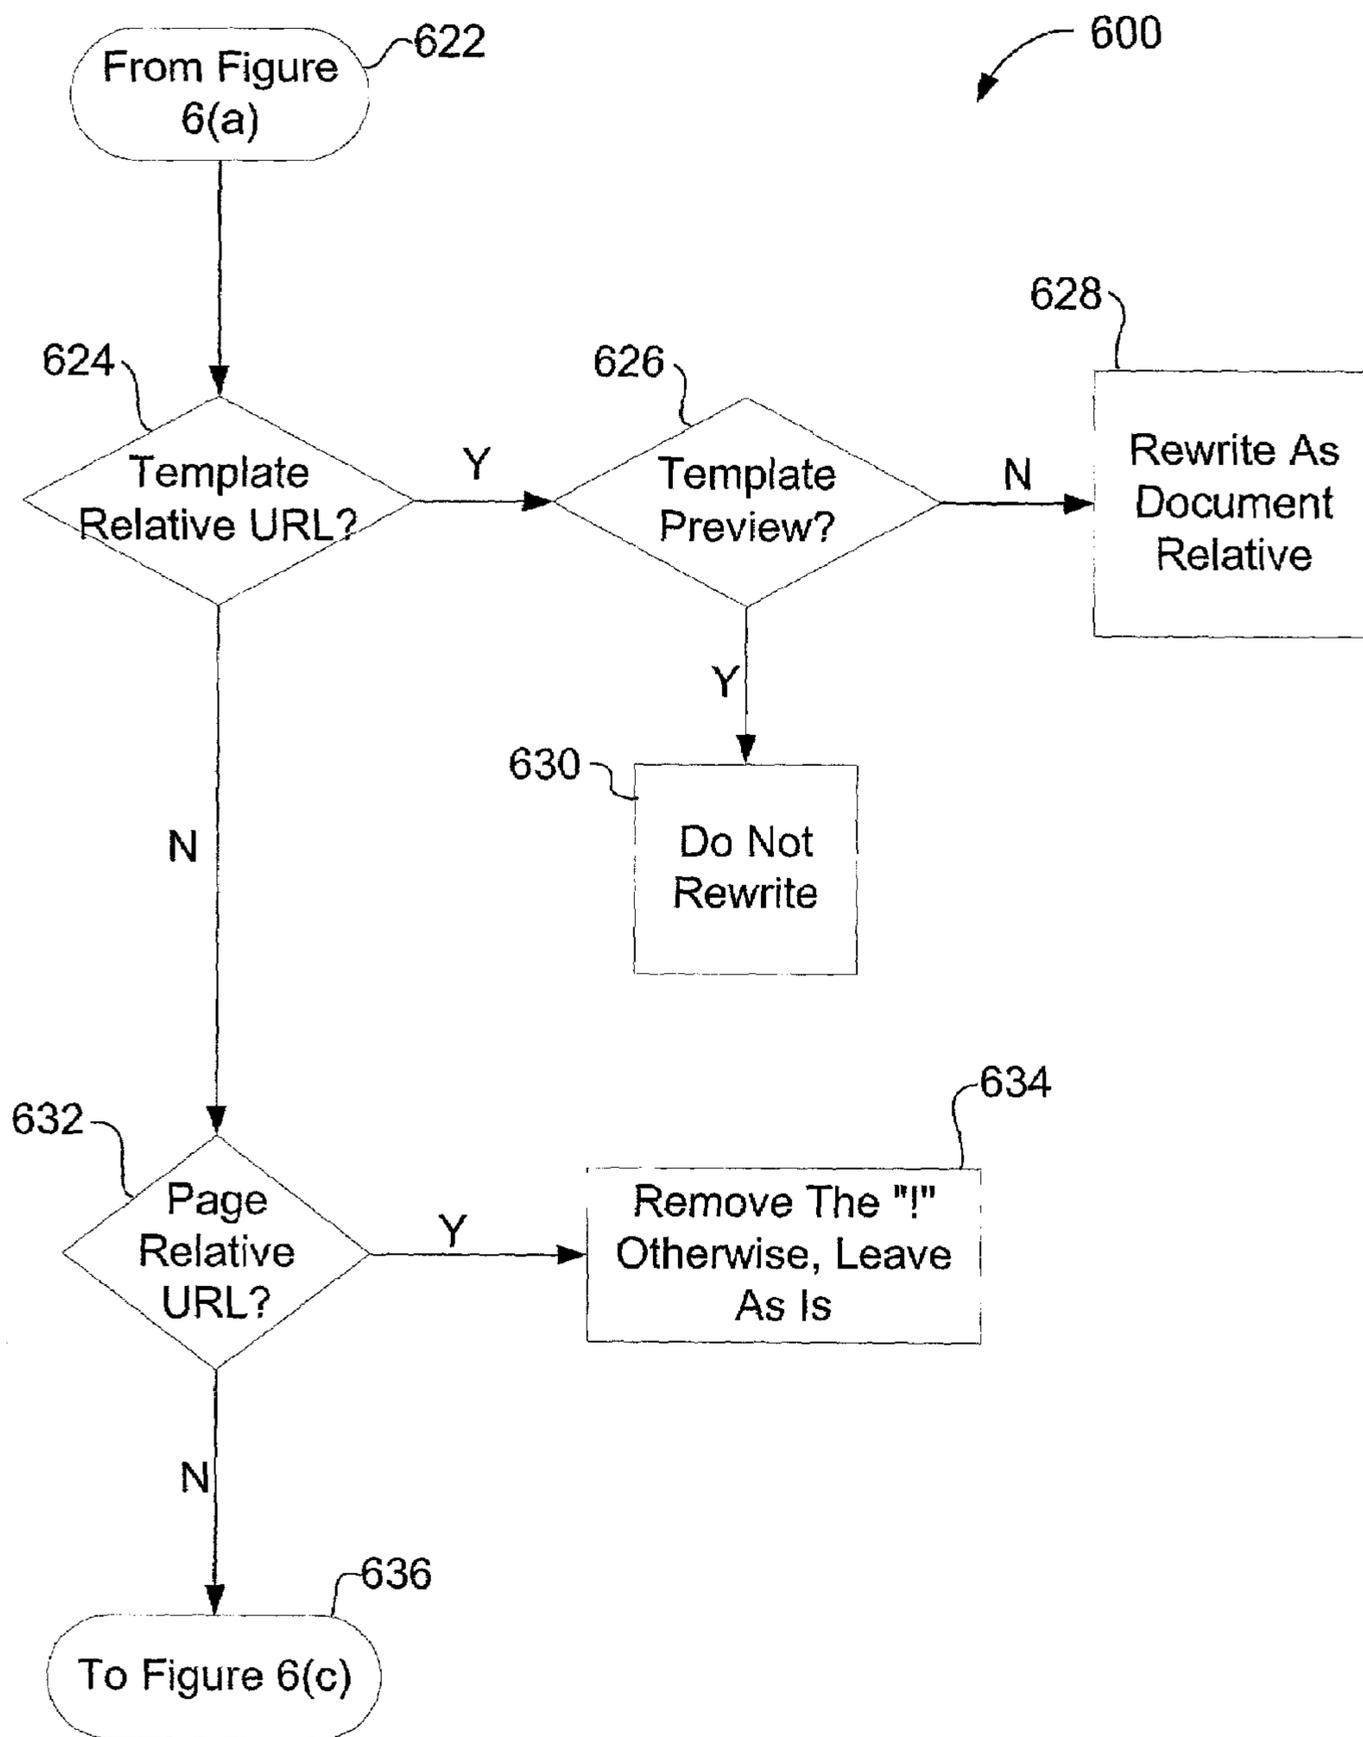 600
622
From Figure
6(a)
624
Template
Relative URL?
Y
626
Template
Preview?
N
628
Rewrite As
Document
Relative
Y
630
Do Not
Rewrite
N
632
Page
Relative
URL?
Y
634
Remove The "!"
Otherwise, Leave
As Is
N
636
To Figure 6(c)